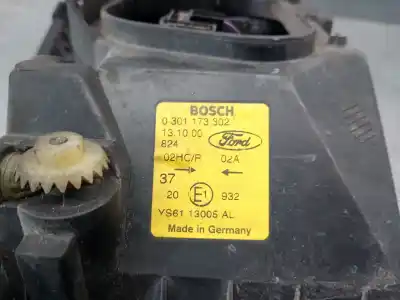 BOSCH
0 301 173 302
13.10.00
824 Ford
02HC/R 02A
37
20 E1 932
YS61 13005 AL
Made in Germany